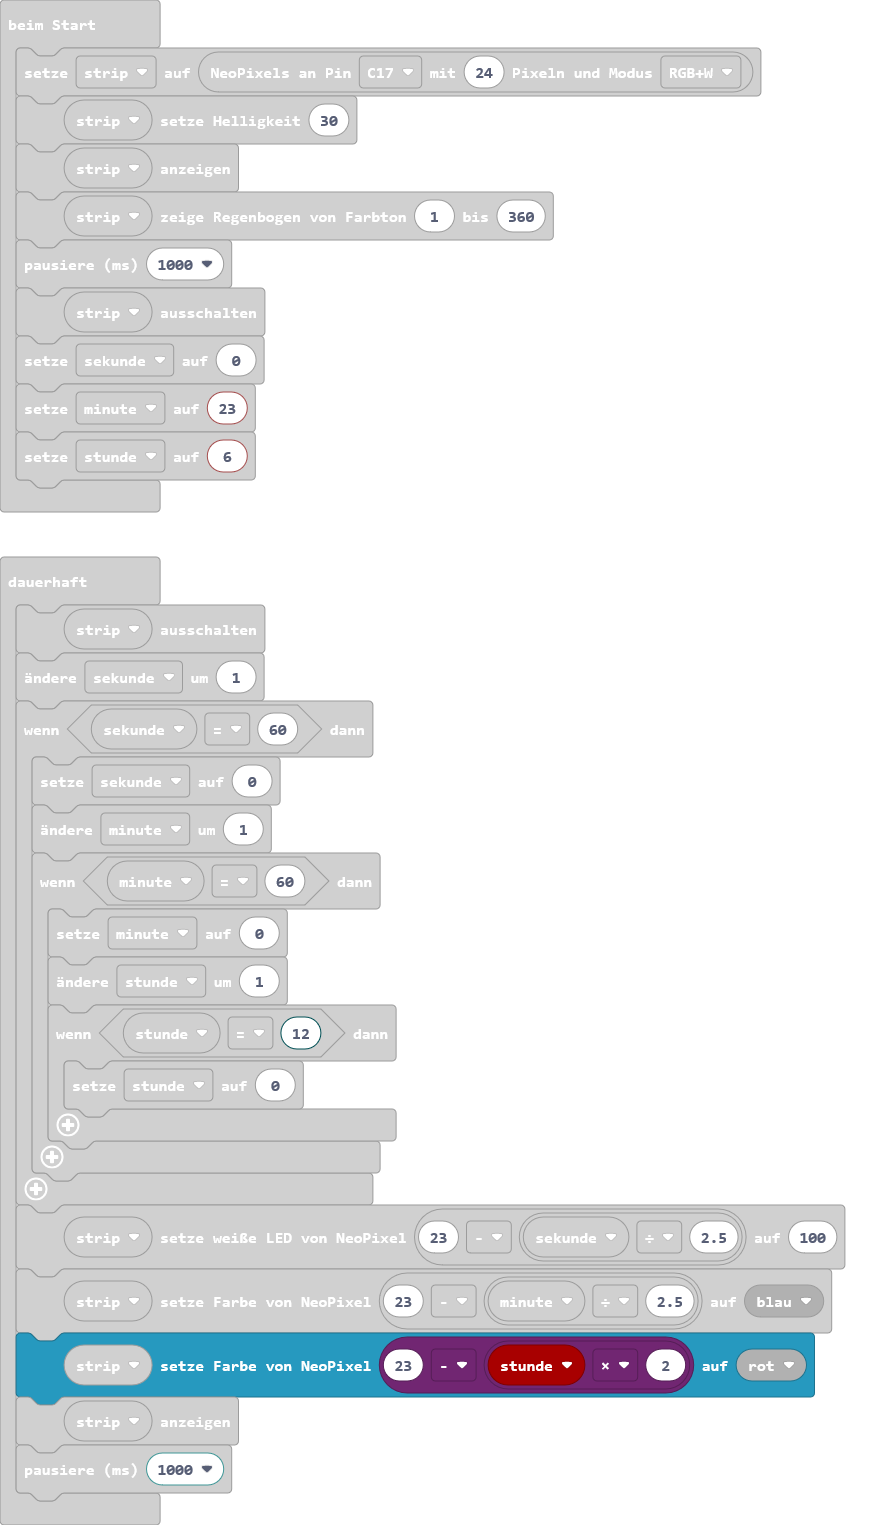 beim Start
setze strip auf NeoPixels an Pin C17 mit 24 Pixeln und Modus RGB+W
strip setze Helligkeit 30
strip anzeigen
strip zeige Regenbogen von Farbton 1 bis 360
pausiere (ms) 1000
strip ausschalten
setze sekunde auf 0
setze minute auf 23
setze stunde auf 6
dauerhaft
strip ausschalten
ändere sekunde um 1
wenn sekunde = 60 dann
setze sekunde auf 0
ändere minute um 1
wenn minute = 60 dann
setze minute auf 0
ändere stunde um 1
wenn stunde = 12 dann
setze stunde auf 0
strip setze weiße LED von NeoPixel 23 - sekunde ÷ 2.5 auf 100
strip setze Farbe von NeoPixel 23 - minute ÷ 2.5 auf blau
strip setze Farbe von NeoPixel 23 - stunde × 2 auf rot
strip anzeigen
pausiere (ms) 1000